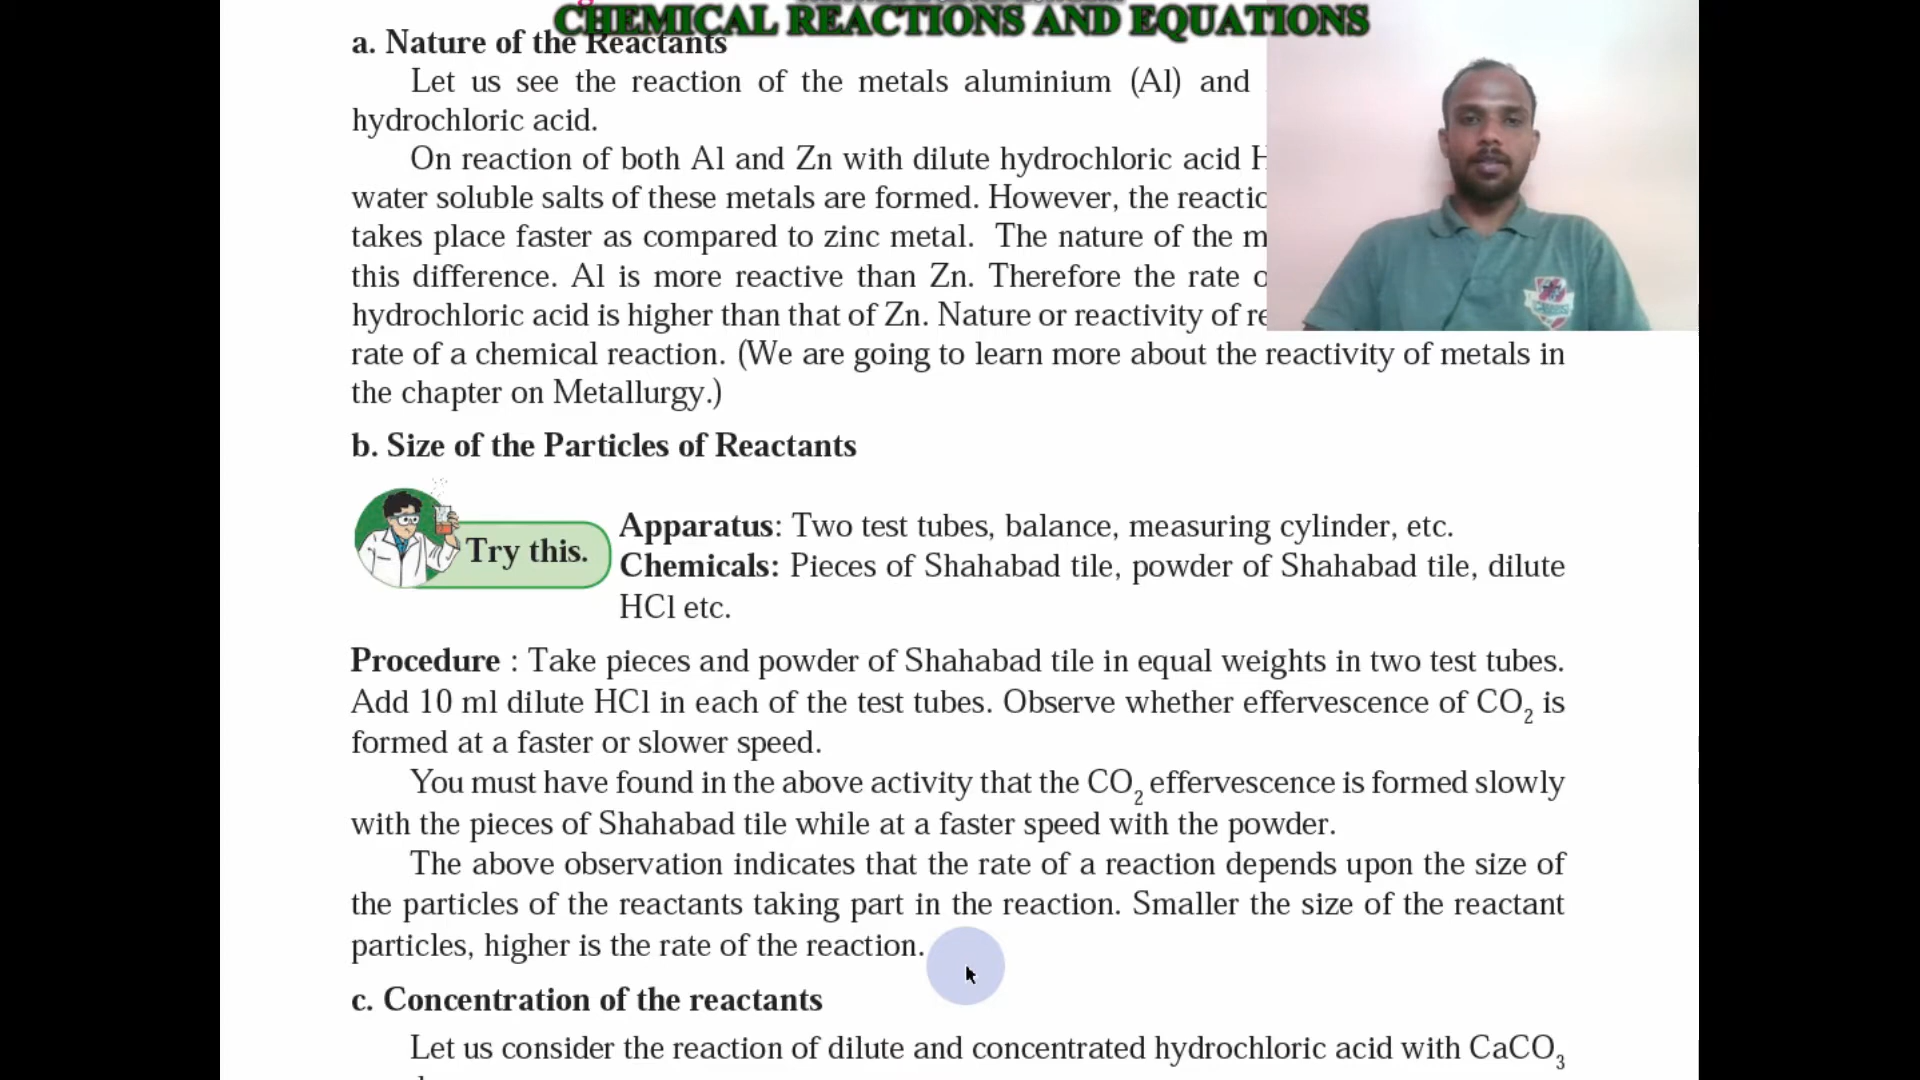 CHEMICAL REACTIONS AND EQUATIONS
a. Nature of the Reactants
Let us see the reaction of the metals aluminium (Al) and
hydrochloric acid.
On reaction of both Al and Zn with dilute hydrochloric acid
water soluble salts of these metals are formed. However, the
takes place faster as compared to zinc metal. The nature of the
this difference. Al is more reactive than Zn. Therefore the rate
hydrochloric acid is higher than that of Zn. Nature or reactivity of
rate of a chemical reaction. (We are going to learn more about the reactivity of metals in
the chapter on Metallurgy.)
b. Size of the Particles of Reactants
Try this.
Apparatus: Two test tubes, balance, measuring cylinder, etc.
Chemicals: Pieces of Shahabad tile, powder of Shahabad tile, dilute
HCl etc.
Procedure : Take pieces and powder of Shahabad tile in equal weights in two test tubes.
Add 10 ml dilute HCl in each of the test tubes. Observe whether effervescence of CO₂ is
formed at a faster or slower speed.
You must have found in the above activity that the CO₂ effervescence is formed slowly
with the pieces of Shahabad tile while at a faster speed with the powder.
The above observation indicates that the rate of a reaction depends upon the size of
the particles of the reactants taking part in the reaction. Smaller the size of the reactant
particles, higher is the rate of the reaction.
c. Concentration of the reactants
Let us consider the reaction of dilute and concentrated hydrochloric acid with CaCO₃